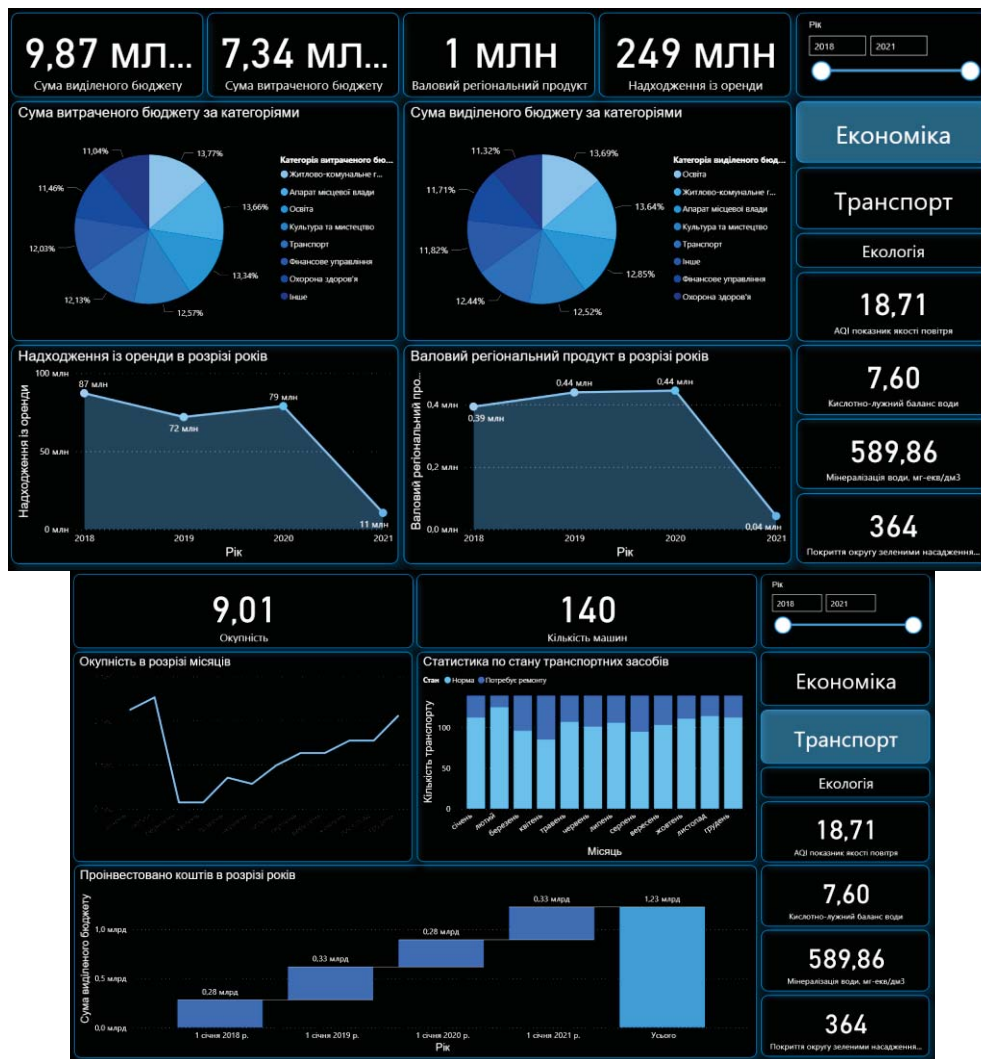 9,87 МЛ...
Сума виділеного бюджету
7,34 МЛ...
Сума витраченого бюджету
1 МЛН
Валовий регіональний продукт
249 МЛН
Надходження із оренди
Рік
2018
2021
Сума витраченого бюджету за категоріями
11,04%
13,77%
11,46%
13,66%
12,03%
13,34%
12,13%
12,57%
Категорія витраченого бю...
Житлово-комунальне г...
Апарат місцевої влади
Освіта
Культура та мистецтво
Транспорт
Фінансове управління
Охорона здоров'я
Інше
Сума виділеного бюджету за категоріями
11,32%
13,69%
11,71%
13,64%
11,82%
12,85%
12,44%
12,52%
Категорія виділеного бюд...
Освіта
Житлово-комунальне г...
Апарат місцевої влади
Культура та мистецтво
Транспорт
Інше
Фінансове управління
Охорона здоров'я
Економіка
Транспорт
Екологія
18,71
AQI показник якості повітря
7,60
Кислотно-лужний баланс води
589,86
Мінералізація води, мг-екв/дм3
364
Покриття округу зеленими насадження...
Надходження із оренди в розрізі років
Надходження із оренди
100 млн
50 млн
0 млн
87 млн
72 млн
79 млн
11 млн
2018
2019
2020
2021
Рік
Валовий регіональний продукт в розрізі років
Валовий регіональний про...
0,4 млн
0,2 млн
0,0 млн
0,39 млн
0,44 млн
0,44 млн
0,04 млн
2018
2019
2020
2021
Рік
9,01
Окупність
140
Кількість машин
Рік
2018
2021
Окупність в розрізі місяців
Статистика по стану транспортних засобів
Стан Норма Потребує ремонту
Кількість транспорту
100
50
0
січень
лютий
березень
квітень
травень
червень
липень
серпень
вересень
жовтень
листопад
грудень
Місяць
Економіка
Транспорт
Екологія
18,71
AQI показник якості повітря
7,60
Кислотно-лужний баланс води
589,86
Мінералізація води, мг-екв/дм3
364
Покриття округу зеленими насадження...
Проінвестовано коштів в розрізі років
Сума виділеного бюджету
1,0 млрд
0,5 млрд
0,0 млрд
0,28 млрд
0,33 млрд
0,28 млрд
0,33 млрд
1,23 млрд
1 січня 2018 р.
1 січня 2019 р.
1 січня 2020 р.
1 січня 2021 р.
Усього
Рік